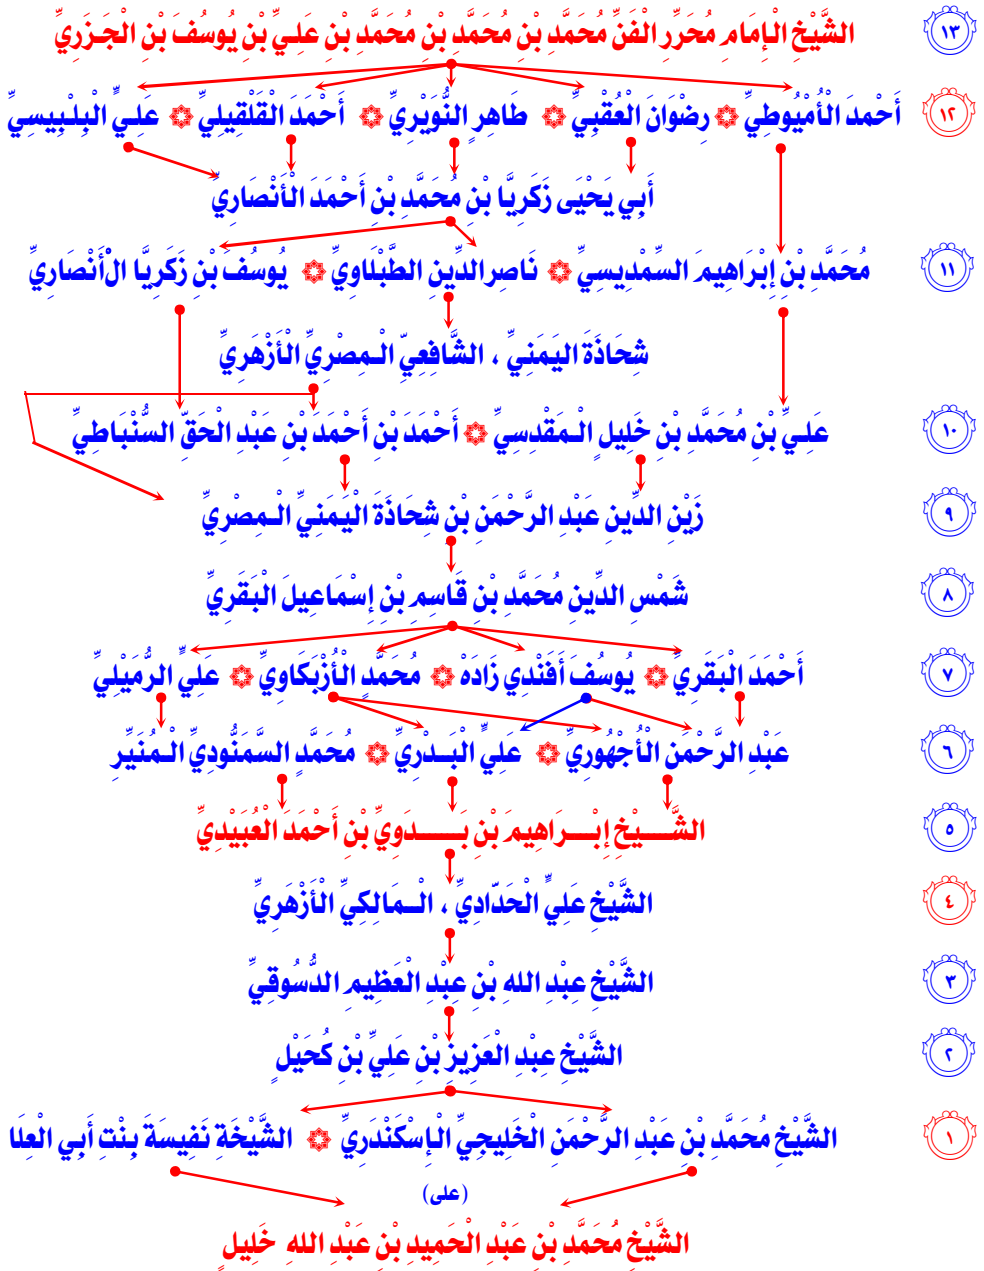 ١٣ الشَّيْخِ الْإِمَامِ مُحَرِّرِ الْفَنِّ مُحَمَّدِ بْنِ مُحَمَّدِ بْنِ مُحَمَّدِ بْنِ عَلِيِّ بْنِ يُوسُفَ بْنِ الْجَزَرِيِّ
١٢ أَحْمَدَ الْأُمْيُوطِيِّ ۞ رِضْوَانَ الْعُقْبِيِّ ۞ طَاهِرٍ النُّوَيْرِيِّ ۞ أَحْمَدَ الْقَلْقِيلِيِّ ۞ عَلِيٍّ الْبِلْبِيسِيِّ
أَبِي يَحْيَى زَكَرِيَّا بْنِ مُحَمَّدِ بْنِ أَحْمَدَ الْأَنْصَارِيِّ
١١ مُحَمَّدِ بْنِ إِبْرَاهِيمَ السِّمْدِيسِيِّ ۞ نَاصِرِ الدِّينِ الطَّبْلَاوِيِّ ۞ يُوسُفَ بْنِ زَكَرِيَّا الْأَنْصَارِيِّ
شِحَاذَةَ الْيَمَنِيِّ ، الشَّافِعِيِّ الْمِصْرِيِّ الْأَزْهَرِيِّ
١٠ عَلِيِّ بْنِ مُحَمَّدِ بْنِ خَلِيلٍ الْمَقْدِسِيِّ ۞ أَحْمَدَ بْنِ أَحْمَدَ بْنِ عَبْدِ الْحَقِّ السُّنْبَاطِيِّ
٩ زَيْنِ الدِّينِ عَبْدِ الرَّحْمَنِ بْنِ شِحَاذَةَ الْيَمَنِيِّ الْمِصْرِيِّ
٨ شَمْسِ الدِّينِ مُحَمَّدِ بْنِ قَاسِمِ بْنِ إِسْمَاعِيلَ الْبَقَرِيِّ
٧ أَحْمَدَ الْبَقَرِيِّ ۞ يُوسُفَ أَفَنْدِي زَادَهْ ۞ مُحَمَّدٍ الْأُزْبَكَاوِيِّ ۞ عَلِيٍّ الرُّمَيْلِيِّ
٦ عَبْدِ الرَّحْمَنِ الْأُجْهُورِيِّ ۞ عَلِيٍّ الْبَـدْرِيِّ ۞ مُحَمَّدٍ السَّمَنُّودِيِّ الْمُنَيِّرِ
٥ الشَّـيْخِ إِبْـرَاهِيمَ بْنِ بَـدَوِيِّ بْنِ أَحْمَدَ الْعُبَيْدِيِّ
٤ الشَّيْخِ عَلِيٍّ الْحَدّادِيِّ ، الْـمَالِكِيِّ الْأَزْهَرِيِّ
٣ الشَّيْخِ عَبْدِ اللهِ بْنِ عَبْدِ الْعَظِيمِ الدُّسُوقِيِّ
٢ الشَّيْخِ عَبْدِ الْعَزِيزِ بْنِ عَلِيِّ بْنِ كُحَيْلٍ
١ الشَّيْخِ مُحَمَّدِ بْنِ عَبْدِ الرَّحْمَنِ الْخَلِيجِيِّ الْإِسْكَنْدَرِيِّ ۞ الشَّيْخَةِ نَفِيسَةَ بِنْتِ أَبِي الْعِلَا
(على)
الشَّيْخِ مُحَمَّدِ بْنِ عَبْدِ الْحَمِيدِ بْنِ عَبْدِ اللهِ خَلِيلٍ